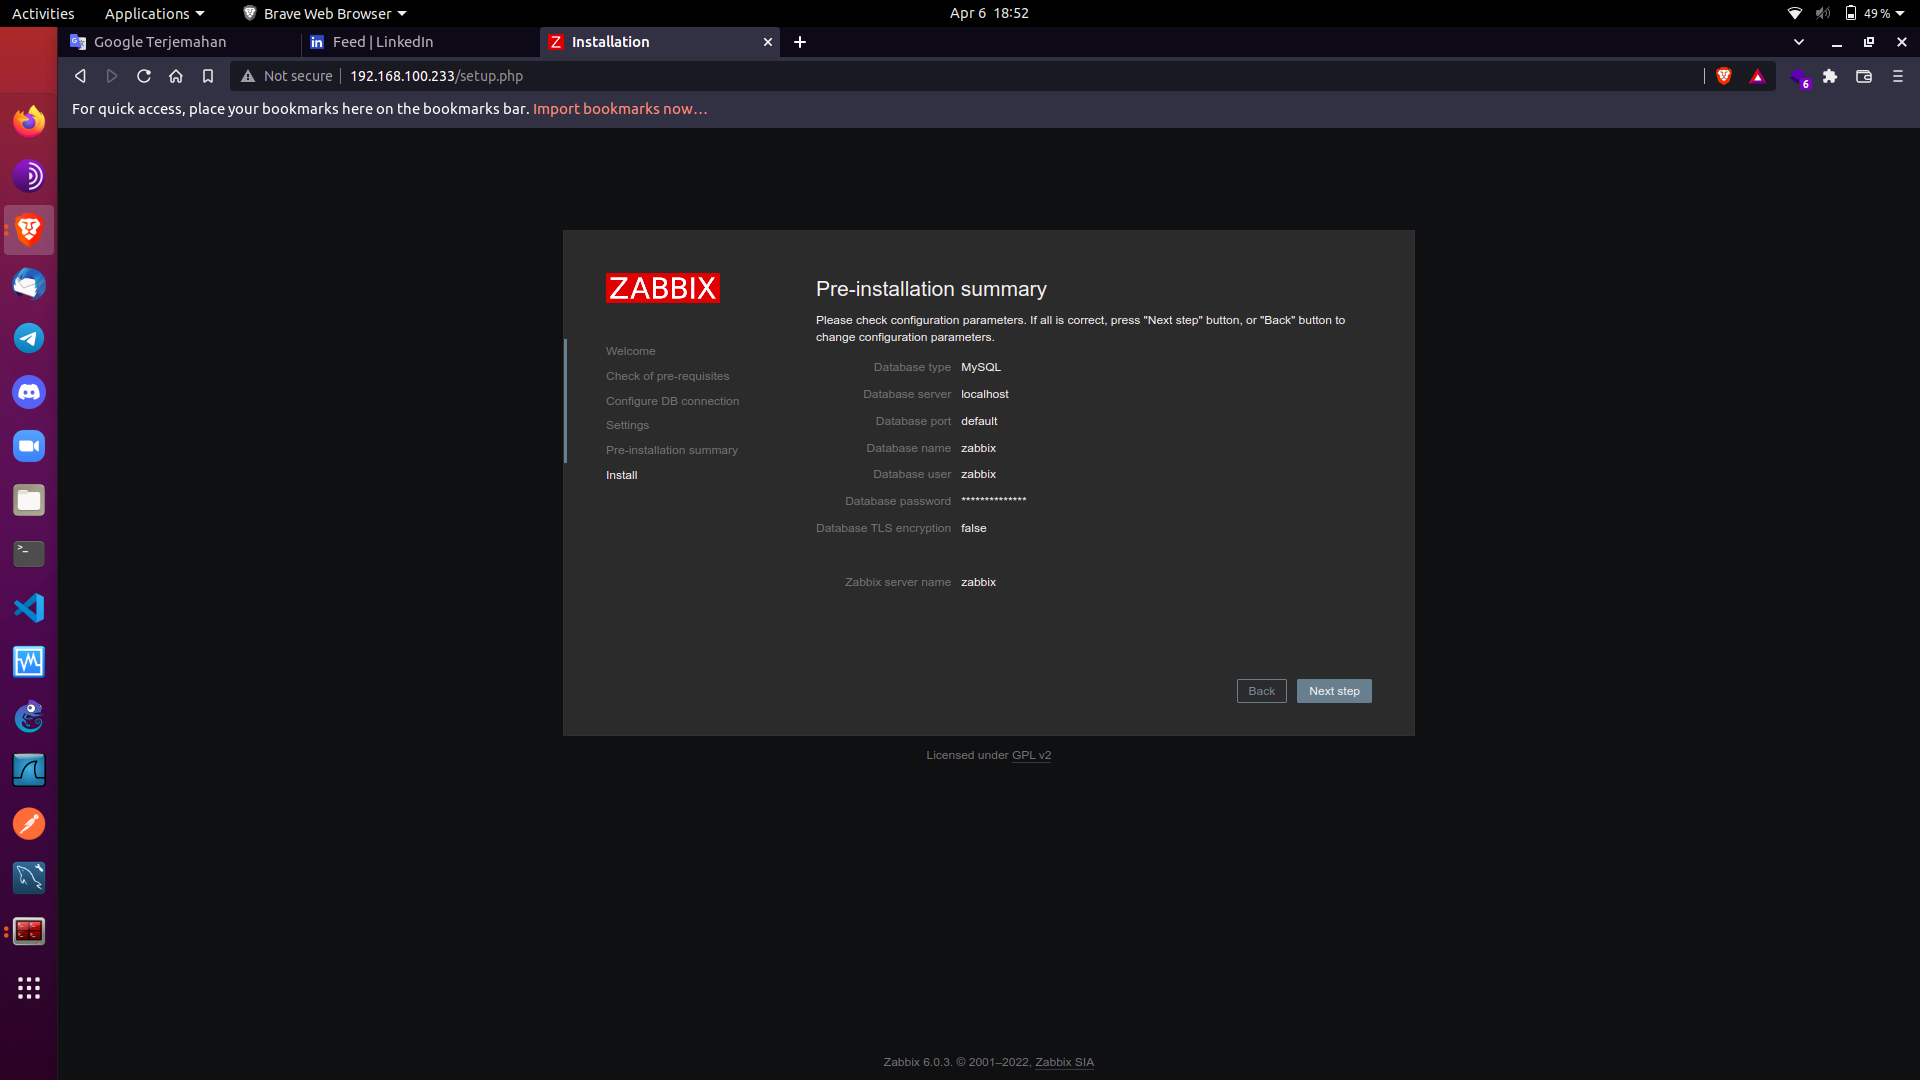 Activities Applications Brave Web Browser Apr 6 18:52 49 %
Google Terjemahan Feed | LinkedIn Installation
Not secure 192.168.100.233/setup.php 6
For quick access, place your bookmarks here on the bookmarks bar. Import bookmarks now…
ZABBIX
Welcome
Check of pre-requisites
Configure DB connection
Settings
Pre-installation summary
Install
Pre-installation summary
Please check configuration parameters. If all is correct, press "Next step" button, or "Back" button to
change configuration parameters.
Database type MySQL
Database server localhost
Database port default
Database name zabbix
Database user zabbix
Database password *************
Database TLS encryption false
Zabbix server name zabbix
Back Next step
Licensed under GPL v2
Zabbix 6.0.3. © 2001–2022, Zabbix SIA